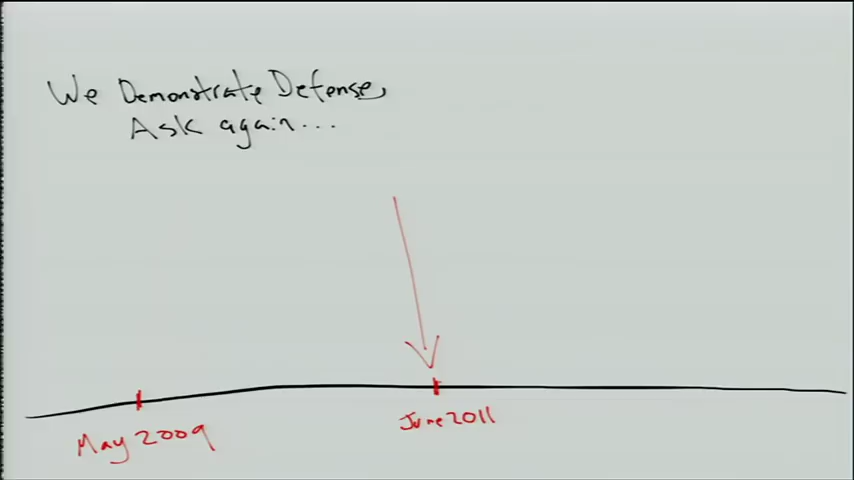 We Demonstrate Defense,
Ask again...
May 2009
June 2011